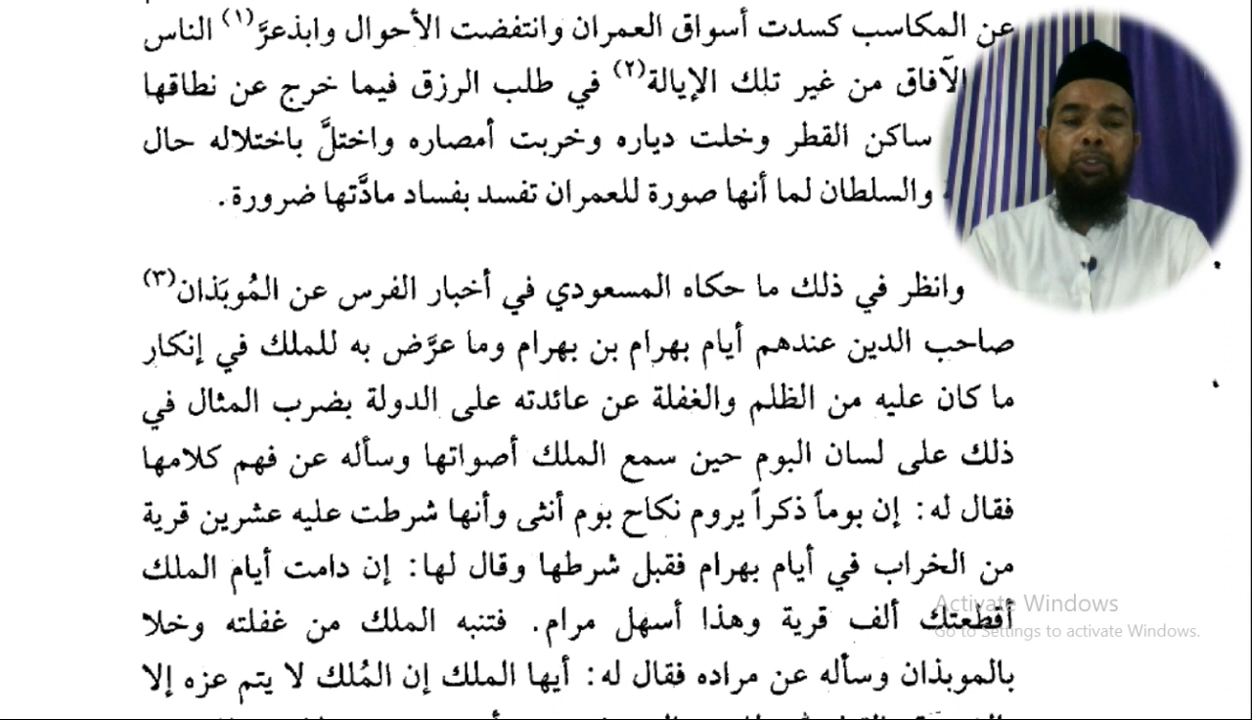 عن المكاسب كسدت أسواق العمران وانتفضت الأحوال وابذعرَّ(١) الناس
الآفاق من غير تلك الإيالة(٢) في طلب الرزق فيما خرج عن نطاقها
ساكن القطر وخلت دياره وخربت أمصاره واختلَّ باختلاله حال
والسلطان لما أنها صورة للعمران تفسد بفساد مادَّتها ضرورة.
وانظر في ذلك ما حكاه المسعودي في أخبار الفرس عن المُوبَذان(٣)
صاحب الدين عندهم أيام بهرام بن بهرام وما عرَّض به للملك في إنكار
ما كان عليه من الظلم والغفلة عن عائدته على الدولة بضرب المثال في
ذلك على لسان البوم حين سمع الملك أصواتها وسأله عن فهم كلامها
فقال له: إن بوماً ذكراً يروم نكاح بوم أنثى وأنها شرطت عليه عشرين قرية
من الخراب في أيام بهرام فقبل شرطها وقال لها: إن دامت أيام الملك
أقطعتك ألف قرية وهذا أسهل مرام. فتنبه الملك من غفلته وخلا
بالموبذان وسأله عن مراده فقال له: أيها الملك إن المُلك لا يتم عزه إلا
Activate Windows
Go to Settings to activate Windows.